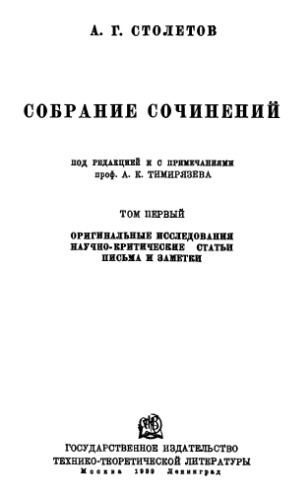 А. Г. СТОЛЕТОВ
СОБРАНИЕ СОЧИНЕНИЙ
ПОД РЕДАКЦИЕЙ И С ПРИМЕЧАНИЯМИ
проф. А. К. ТИМИРЯЗЕВА
ТОМ ПЕРВЫЙ
ОРИГИНАЛЬНЫЕ ИССЛЕДОВАНИЯ
НАУЧНО-КРИТИЧЕСКИЕ СТАТЬИ
ПИСЬМА И ЗАМЕТКИ
ГОСУДАРСТВЕННОЕ ИЗДАТЕЛЬСТВО
ТЕХНИКО-ТЕОРЕТИЧЕСКОЙ ЛИТЕРАТУРЫ
Москва 1939 Ленинград